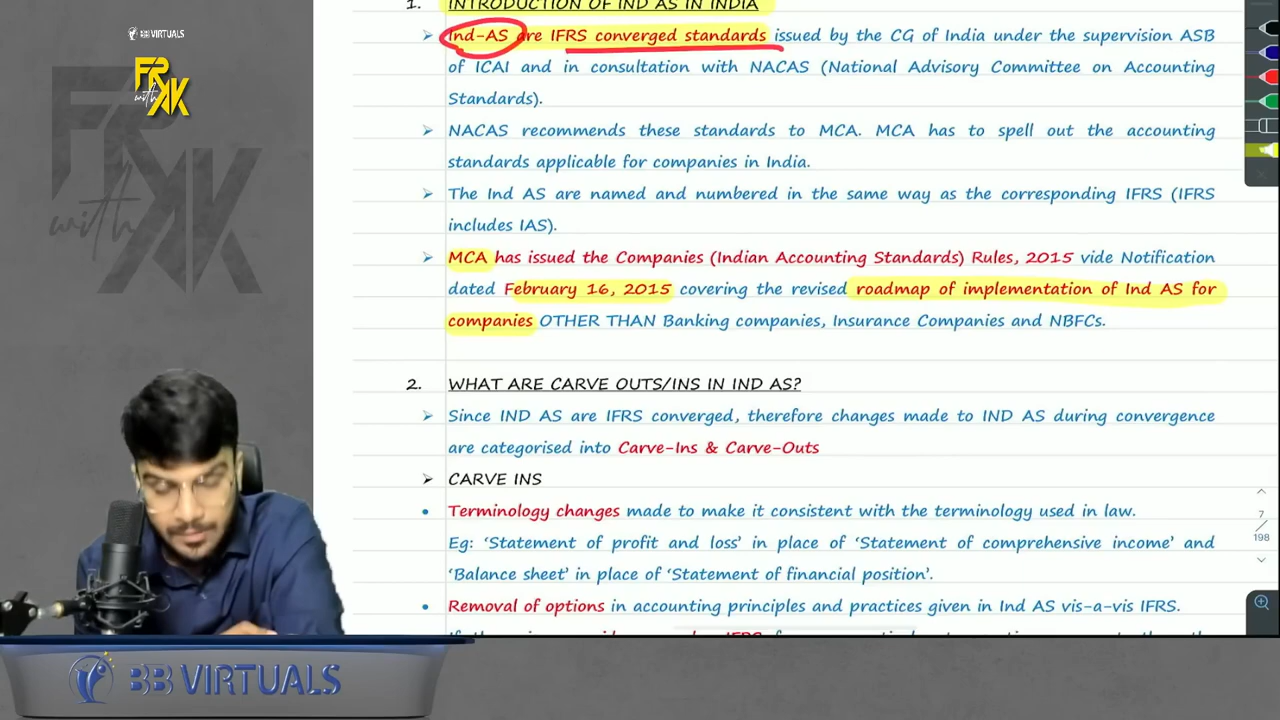 BB VIRTUALS
FR
with
AK
FR
with
AK
1. INTRODUCTION OF IND AS IN INDIA
➢ Ind-AS are IFRS converged standards issued by the CG of India under the supervision ASB
of ICAI and in consultation with NACAS (National Advisory Committee on Accounting
Standards).
➢ NACAS recommends these standards to MCA. MCA has to spell out the accounting
standards applicable for companies in India.
➢ The Ind AS are named and numbered in the same way as the corresponding IFRS (IFRS
includes IAS).
➢ MCA has issued the Companies (Indian Accounting Standards) Rules, 2015 vide Notification
dated February 16, 2015 covering the revised roadmap of implementation of Ind AS for
companies OTHER THAN Banking companies, Insurance Companies and NBFCs.
2. WHAT ARE CARVE OUTS/INS IN IND AS?
➢ Since IND AS are IFRS converged, therefore changes made to IND AS during convergence
are categorised into Carve-Ins & Carve-Outs
➢ CARVE INS
• Terminology changes made to make it consistent with the terminology used in law.
Eg: ‘Statement of profit and loss’ in place of ‘Statement of comprehensive income’ and
‘Balance sheet’ in place of ‘Statement of financial position’.
• Removal of options in accounting principles and practices given in Ind AS vis-a-vis IFRS.
7
198
BB VIRTUALS